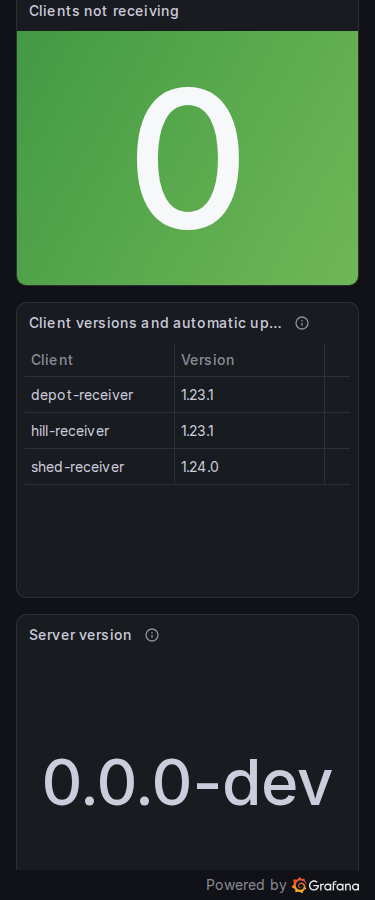 Clients not receiving
0
Client versions and automatic up...
Client Version
depot-receiver 1.23.1
hill-receiver 1.23.1
shed-receiver 1.24.0
Server version
0.0.0-dev
Powered by Grafana